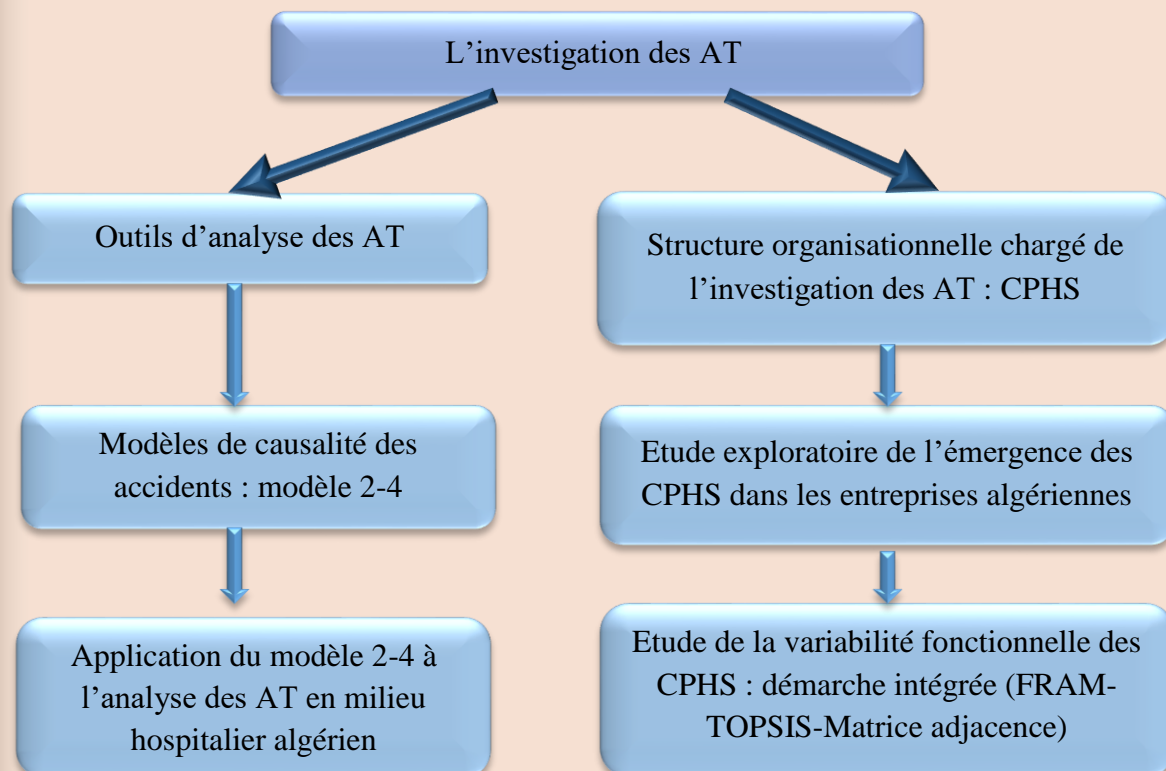 L’investigation des AT
Outils d’analyse des AT
Modèles de causalité des
accidents : modèle 2-4
Application du modèle 2-4 à
l’analyse des AT en milieu
hospitalier algérien
Structure organisationnelle chargé de
l’investigation des AT : CPHS
Etude exploratoire de l’émergence des
CPHS dans les entreprises algériennes
Etude de la variabilité fonctionnelle des
CPHS : démarche intégrée (FRAM-
TOPSIS-Matrice adjacence)